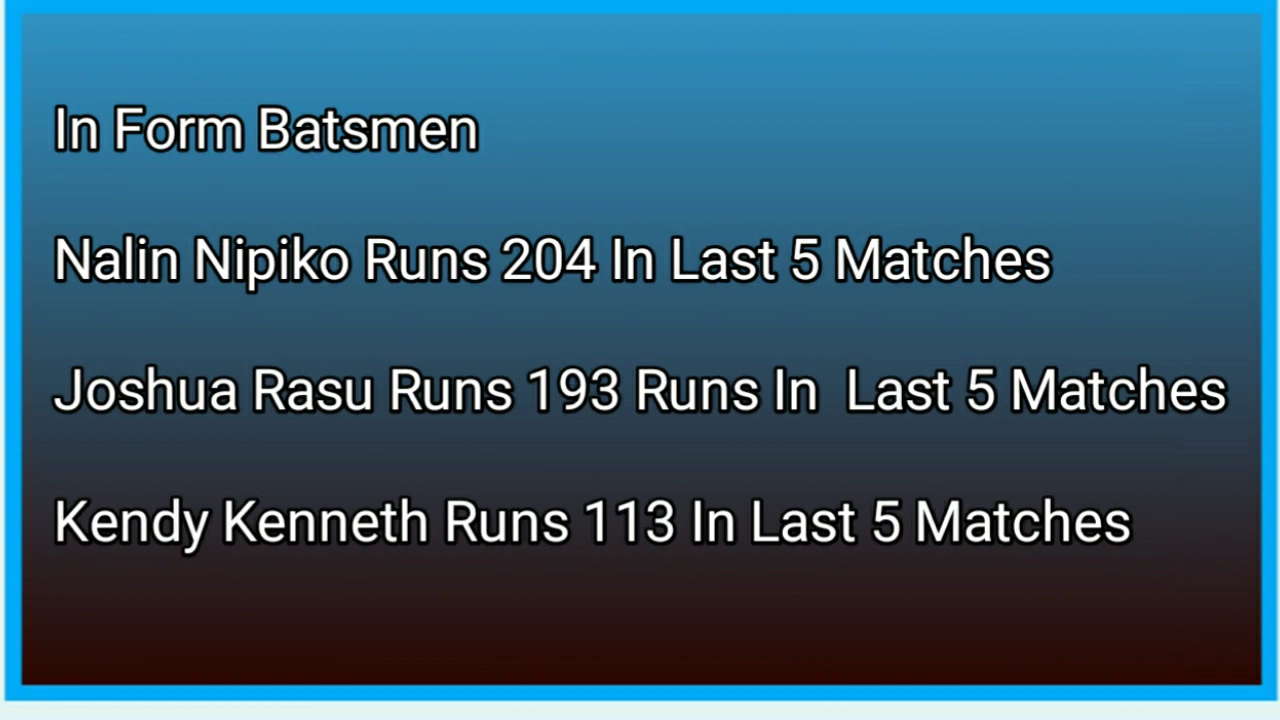 In Form Batsmen
Nalin Nipiko Runs 204 In Last 5 Matches
Joshua Rasu Runs 193 Runs In  Last 5 Matches
Kendy Kenneth Runs 113 In Last 5 Matches